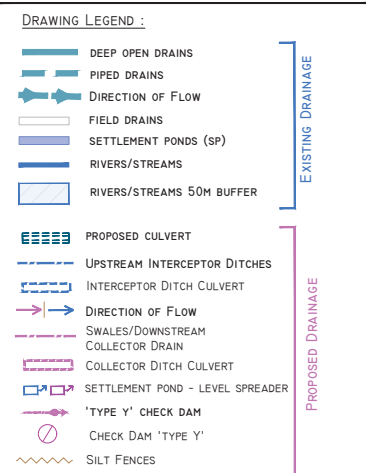 DRAWING LEGEND :
DEEP OPEN DRAINS
PIPED DRAINS
DIRECTION OF FLOW
FIELD DRAINS
SETTLEMENT PONDS (SP)
RIVERS/STREAMS
RIVERS/STREAMS 50M BUFFER
EXISTING DRAINAGE
PROPOSED CULVERT
UPSTREAM INTERCEPTOR DITCHES
INTERCEPTOR DITCH CULVERT
DIRECTION OF FLOW
SWALES/DOWNSTREAM
COLLECTOR DRAIN
COLLECTOR DITCH CULVERT
SETTLEMENT POND - LEVEL SPREADER
'TYPE Y' CHECK DAM
CHECK DAM 'TYPE Y'
SILT FENCES
PROPOSED DRAINAGE